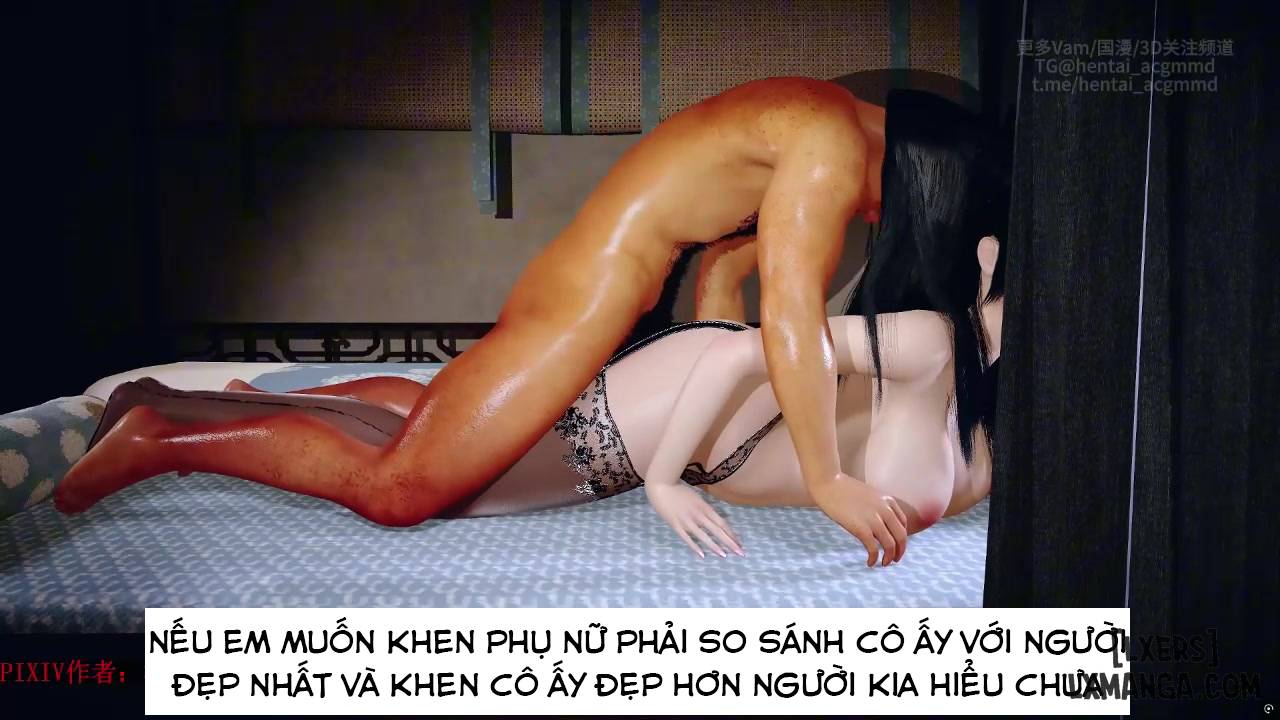 更多Vam/国漫/3D关注频道
TG@hentai_acgmmd
t.me/hentai_acgmmd
NẾU EM MUỐN KHEN PHỤ NỮ PHẢI SO SÁNH CÔ ẤY VỚI NGƯỜI
[LXERS]
PIXIV作者:
ĐẸP NHẤT VÀ KHEN CÔ ẤY ĐẸP HƠN NGƯỜI KIA HIỂU CHƯA
LXMANGA.COM